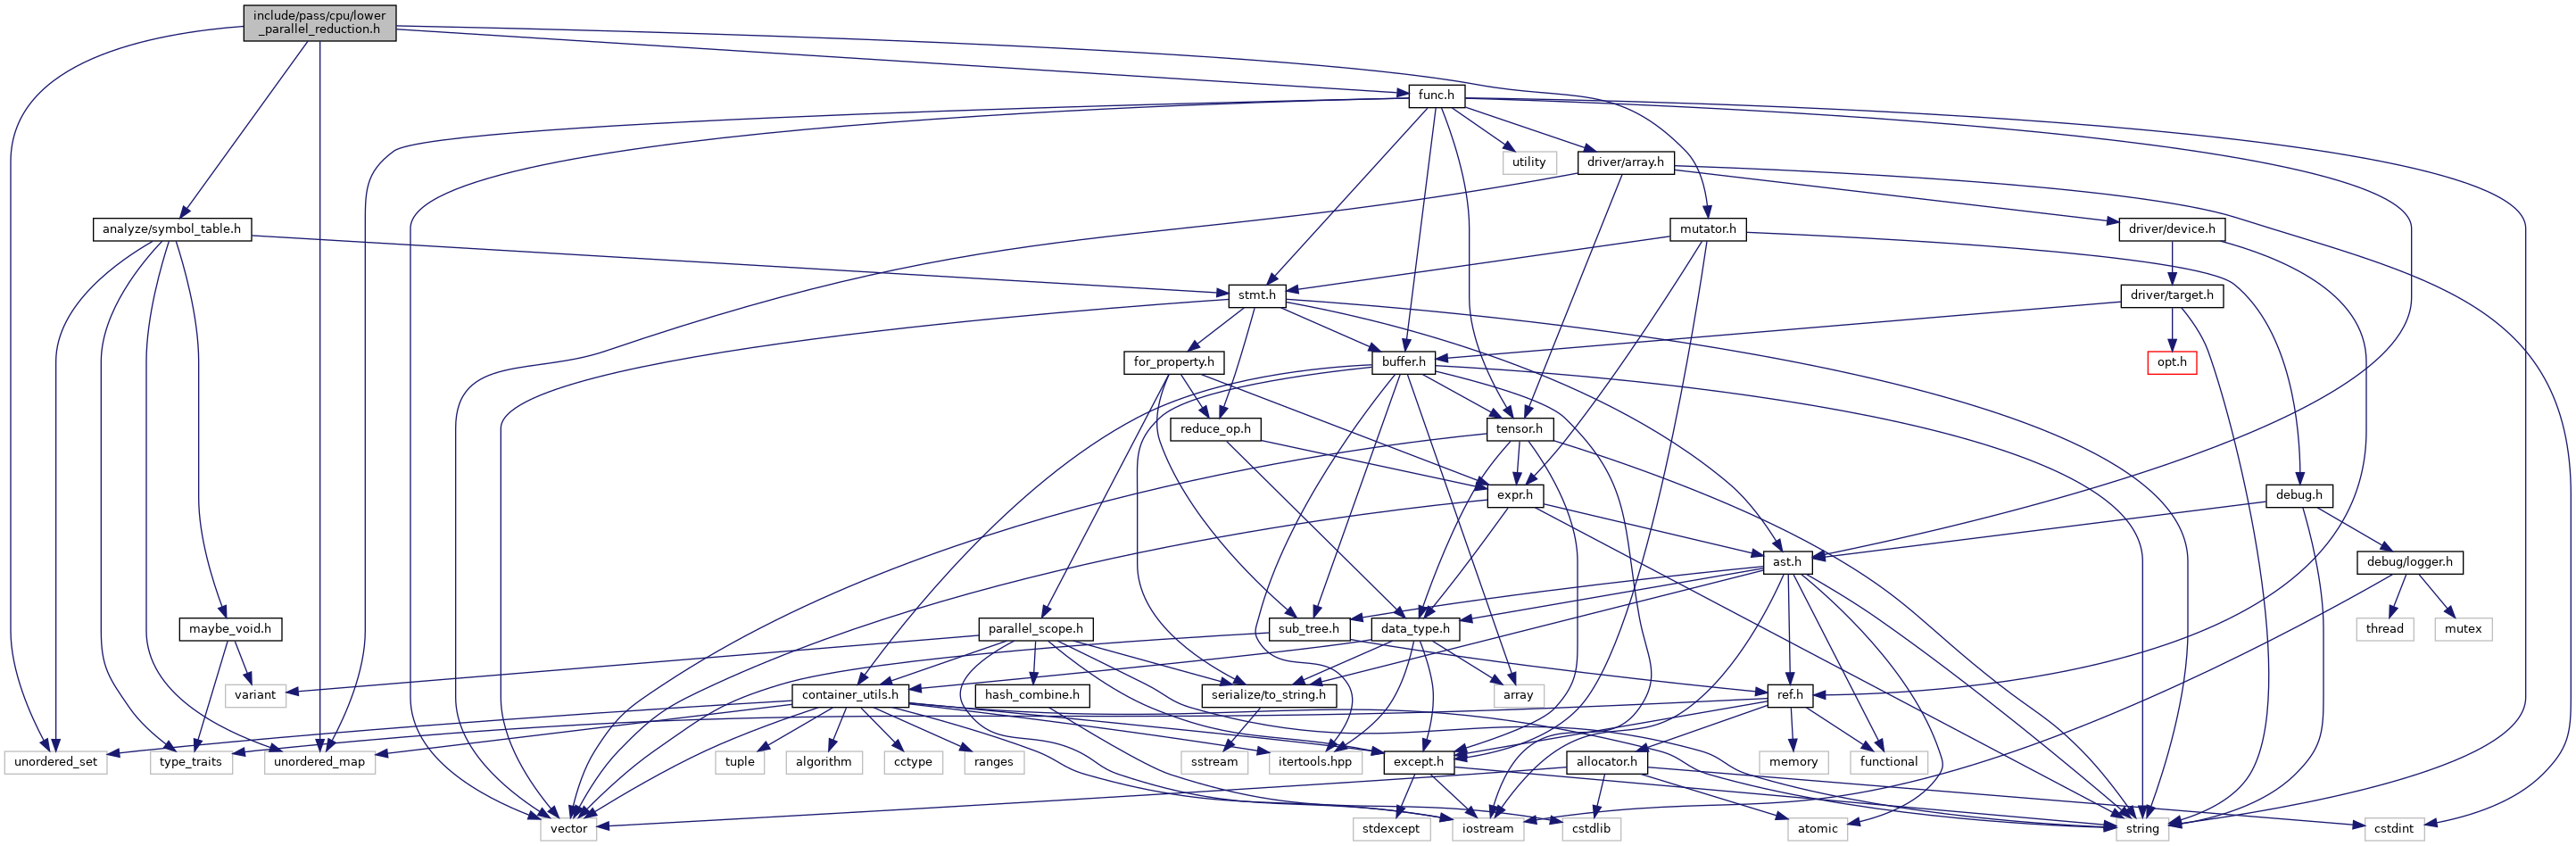 include/pass/cpu/lower
_parallel_reduction.h
func.h
utility
driver/array.h
analyze/symbol_table.h
mutator.h
driver/device.h
stmt.h
driver/target.h
for_property.h
buffer.h
opt.h
reduce_op.h
tensor.h
expr.h
debug.h
ast.h
debug/logger.h
maybe_void.h
parallel_scope.h
sub_tree.h
data_type.h
thread
mutex
variant
container_utils.h
hash_combine.h
serialize/to_string.h
array
ref.h
unordered_set
type_traits
unordered_map
tuple
algorithm
cctype
ranges
sstream
itertools.hpp
except.h
allocator.h
memory
functional
vector
stdexcept
iostream
cstdlib
atomic
string
cstdint